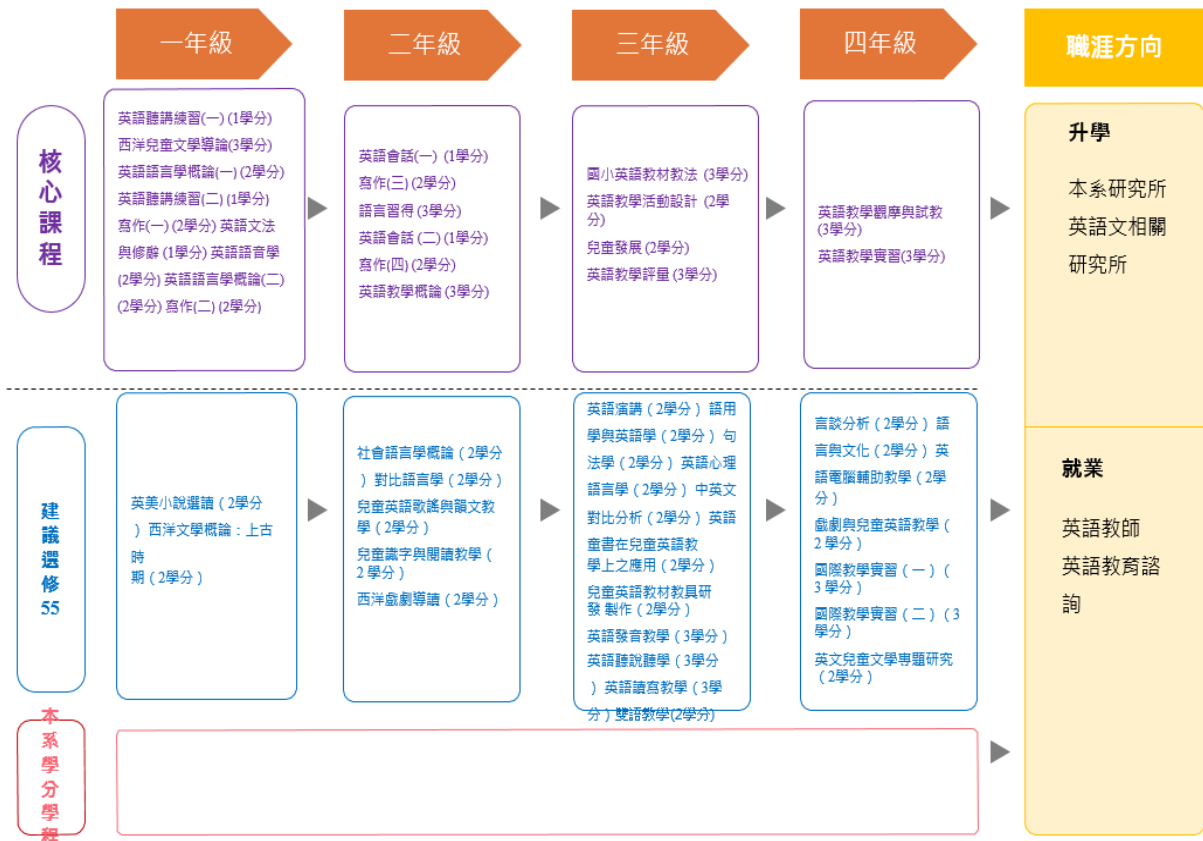 一年級
二年級
三年級
四年級
職涯方向
核
心
課
程
英語聽講練習(一) (1學分)
西洋兒童文學導論(3學分)
英語語言學概論(一) (2學分)
英語聽講練習(二) (1學分)
寫作(一) (2學分) 英語文法
與修辭 (1學分) 英語語音學
(2學分) 英語語言學概論(二)
(2學分) 寫作(二) (2學分)
英語會話(一) (1學分)
寫作(三) (2學分)
語言習得 (3學分)
英語會話 (二) (1學分)
寫作(四) (2學分)
英語教學概論 (3學分)
國小英語教材教法 (3學分)
英語教學活動設計 (2學
分)
兒童發展 (2學分)
英語教學評量 (3學分)
英語教學觀摩與試教
(3學分)
英語教學實習(3學分)
升學
本系研究所
英語文相關
研究所
建
議
選
修
55
英美小說選讀（2學分
）西洋文學概論：上古
時
期（2學分）
社會語言學概論（2學分
）對比語言學（2學分）
兒童英語歌謠與韻文教
學（2學分）
兒童識字與閱讀教學（
2 學分）
西洋戲劇導讀（2學分）
英語演講（2學分） 語用
學與英語學（2學分） 句
法學（2學分） 英語心理
語言學（2學分） 中英文
對比分析（2學分） 英語
童書在兒童英語教
學上之應用（2學分）
兒童英語教材教具研
發 製作（2學分）
英語發音教學（3學分）
英語聽說聽學（3學分
）英語讀寫教學（3學
分）雙語教學(2學分)
言談分析（2學分） 語
言與文化（2學分） 英
語電腦輔助教學（2學
分）
戲劇與兒童英語教學（
2 學分）
國際教學實習（一）（
3 學分）
國際教學實習（二）（3
學分）
英文兒童文學專題研究
（2學分）
就業
英語教師
英語教育諮
詢
本
系
學
分
學
程